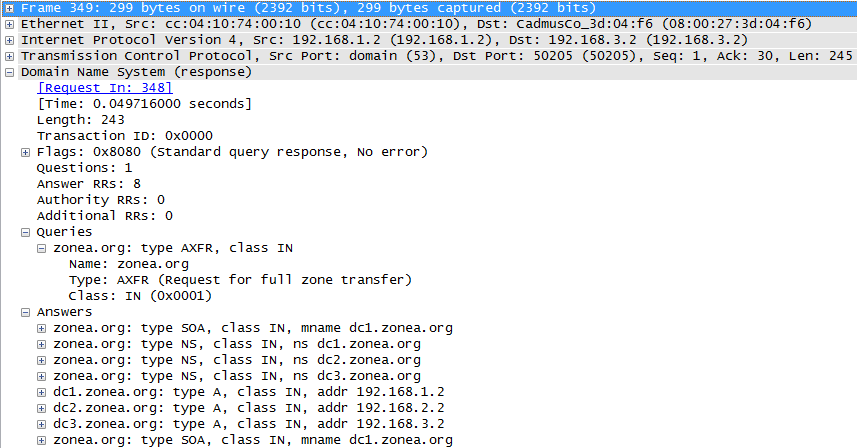 Frame 349: 299 bytes on wire (2392 bits), 299 bytes captured (2392 bits)
Ethernet II, Src: cc:04:10:74:00:10 (cc:04:10:74:00:10), Dst: CadmusCo_3d:04:f6 (08:00:27:3d:04:f6)
Internet Protocol Version 4, Src: 192.168.1.2 (192.168.1.2), Dst: 192.168.3.2 (192.168.3.2)
Transmission Control Protocol, Src Port: domain (53), Dst Port: 50205 (50205), Seq: 1, Ack: 30, Len: 245
Domain Name System (response)
[Request In: 348]
[Time: 0.049716000 seconds]
Length: 243
Transaction ID: 0x0000
Flags: 0x8080 (Standard query response, No error)
Questions: 1
Answer RRs: 8
Authority RRs: 0
Additional RRs: 0
Queries
zonea.org: type AXFR, class IN
Name: zonea.org
Type: AXFR (Request for full zone transfer)
Class: IN (0x0001)
Answers
zonea.org: type SOA, class IN, mname dc1.zonea.org
zonea.org: type NS, class IN, ns dc1.zonea.org
zonea.org: type NS, class IN, ns dc2.zonea.org
zonea.org: type NS, class IN, ns dc3.zonea.org
dc1.zonea.org: type A, class IN, addr 192.168.1.2
dc2.zonea.org: type A, class IN, addr 192.168.2.2
dc3.zonea.org: type A, class IN, addr 192.168.3.2
zonea.org: type SOA, class IN, mname dc1.zonea.org